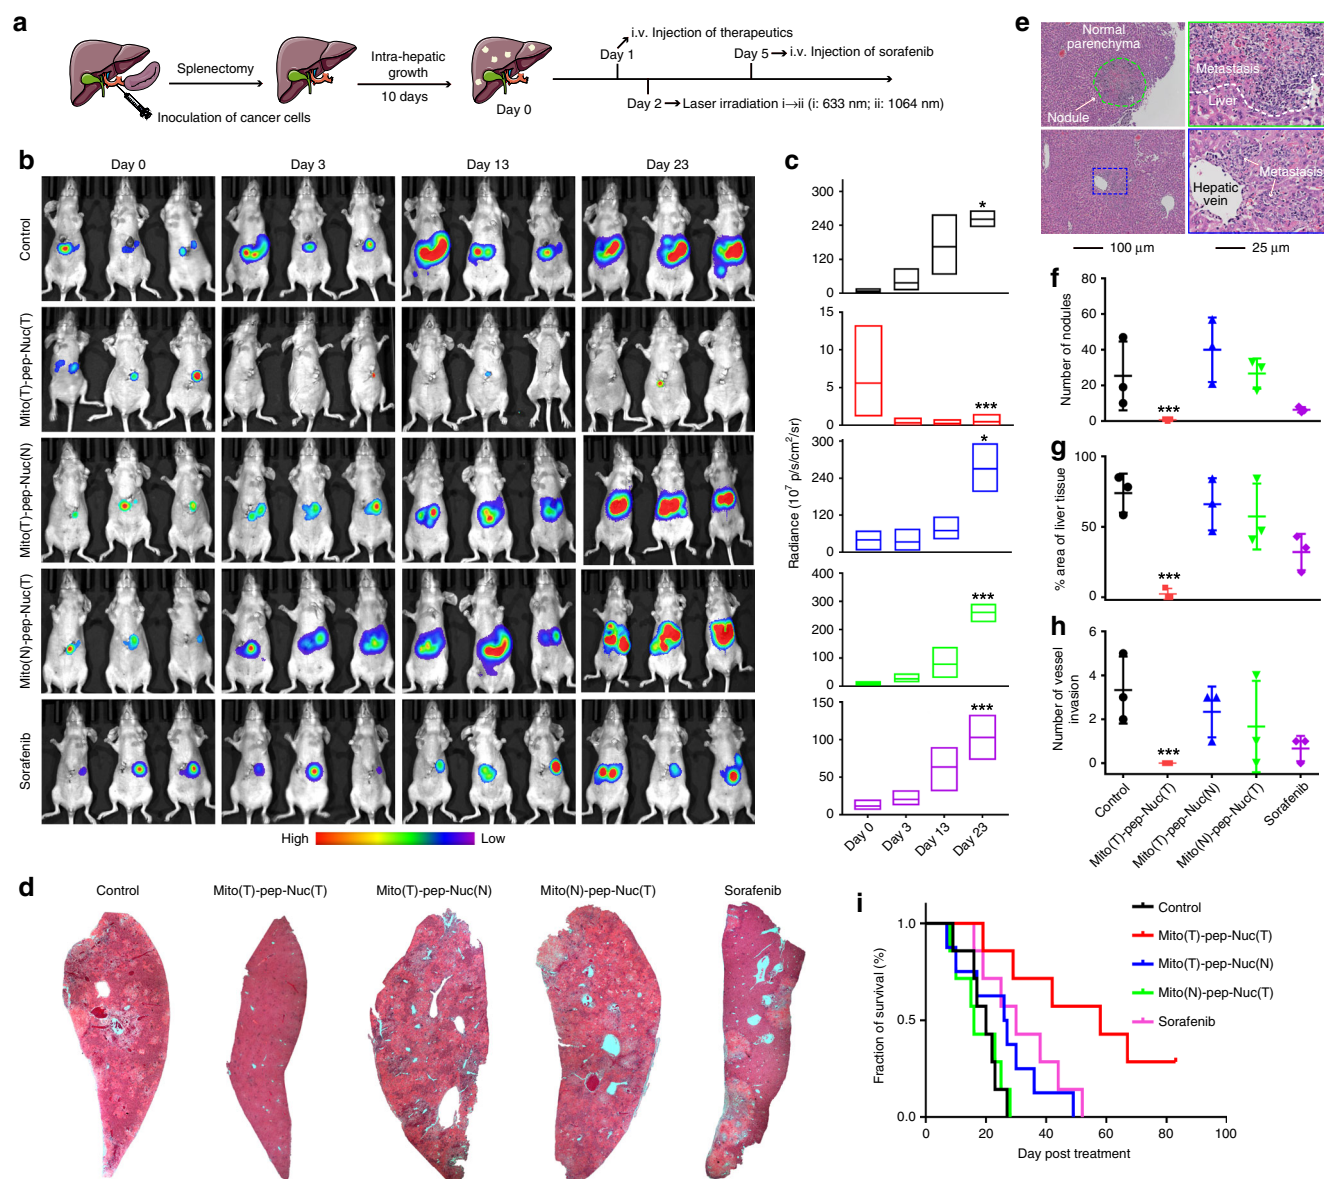 a
Splenectomy
Inoculation of cancer cells
Intra-hepatic
growth
10 days
Day 0
i.v. Injection of therapeutics
Day 1
Day 5
i.v. Injection of sorafenib
Day 2
Laser irradiation i→ii (i: 633 nm; ii: 1064 nm)
b
Day 0 Day 3 Day 13 Day 23
Control
Mito(T)-pep-Nuc(T)
Mito(T)-pep-Nuc(N)
Mito(N)-pep-Nuc(T)
Sorafenib
High Low
c
Radiance (10⁷ p/s/cm²/sr)
300
240
120
0
*
15
10
5
0
***
300
240
120
0
*
400
300
200
100
0
***
150
100
50
0
***
Day 0 Day 3 Day 13 Day 23
d
Control Mito(T)-pep-Nuc(T) Mito(T)-pep-Nuc(N) Mito(N)-pep-Nuc(T) Sorafenib
e
Normal
parenchyma
Nodule
Metastasis
Liver
Metastasis
Hepatic
vein
100 µm 25 µm
f
Number of nodules
80
60
40
20
0
***
g
% area of liver tissue
100
50
0
***
h
Number of vessel
invasion
6
4
2
0
***
Control
Mito(T)-pep-Nuc(T)
Mito(T)-pep-Nuc(N)
Mito(N)-pep-Nuc(T)
Sorafenib
i
Fraction of survival (%)
1.0
0.5
0.0
0 20 40 60 80 100
Day post treatment
Control
Mito(T)-pep-Nuc(T)
Mito(T)-pep-Nuc(N)
Mito(N)-pep-Nuc(T)
Sorafenib